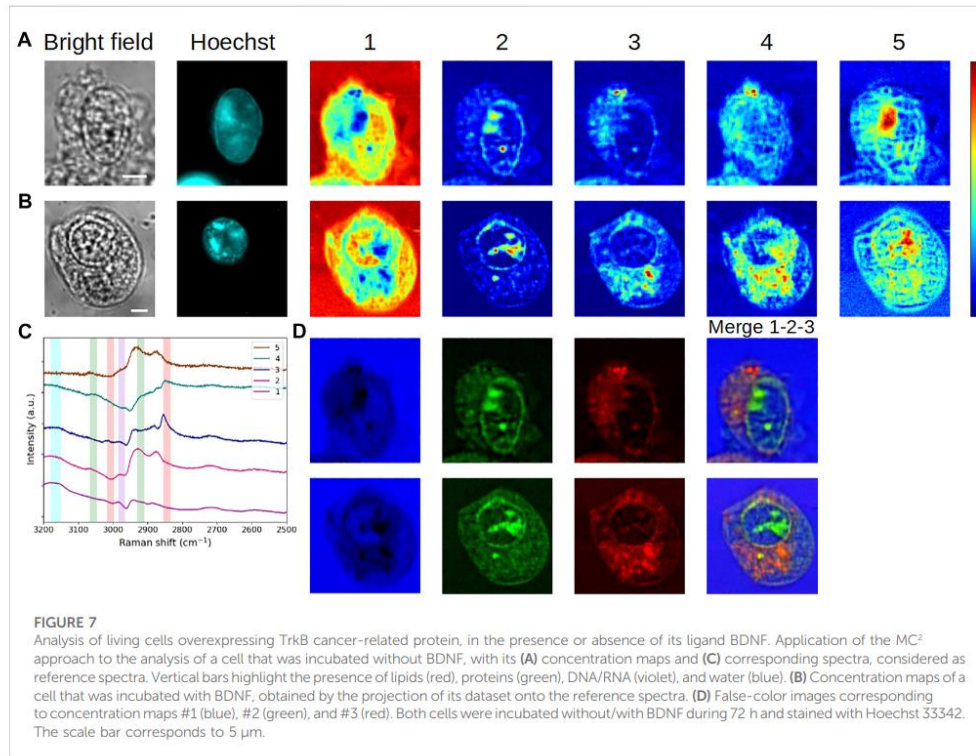 A Bright field Hoechst 1 2 3 4 5
B
C D Merge 1-2-3
5
4
3
2
1
Intensity (a.u.)
3200 3100 3000 2900 2800 2700 2600 2500
Raman shift (cm⁻¹)
FIGURE 7
Analysis of living cells overexpressing TrkB cancer-related protein, in the presence or absence of its ligand BDNF. Application of the MC²
approach to the analysis of a cell that was incubated without BDNF, with its (A) concentration maps and (C) corresponding spectra, considered as
reference spectra. Vertical bars highlight the presence of lipids (red), proteins (green), DNA/RNA (violet), and water (blue). (B) Concentration maps of a
cell that was incubated with BDNF, obtained by the projection of its dataset onto the reference spectra. (D) False-color images corresponding
to concentration maps #1 (blue), #2 (green), and #3 (red). Both cells were incubated without/with BDNF during 72 h and stained with Hoechst 33342.
The scale bar corresponds to 5 µm.